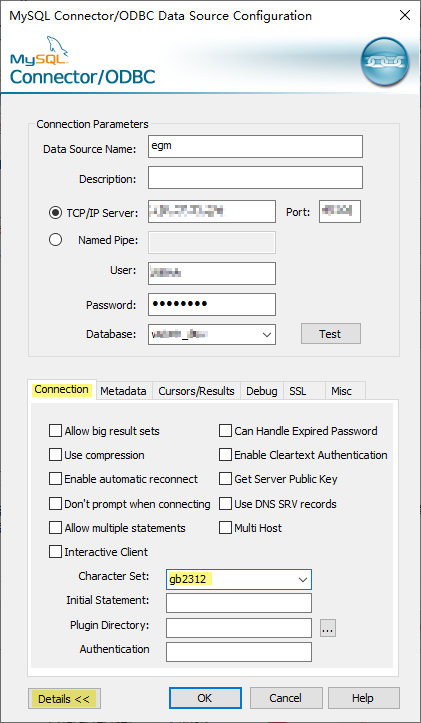 MySQL Connector/ODBC Data Source Configuration
MySQL
Connector/ODBC
Connection Parameters
Data Source Name: egm
Description:
TCP/IP Server: Port:
Named Pipe:
User:
Password: ••••••••
Database: Test
Connection Metadata Cursors/Results Debug SSL Misc
Allow big result sets Can Handle Expired Password
Use compression Enable Cleartext Authentication
Enable automatic reconnect Get Server Public Key
Don't prompt when connecting Use DNS SRV records
Allow multiple statements Multi Host
Interactive Client
Character Set: gb2312
Initial Statement:
Plugin Directory: ...
Authentication
Details << OK Cancel Help